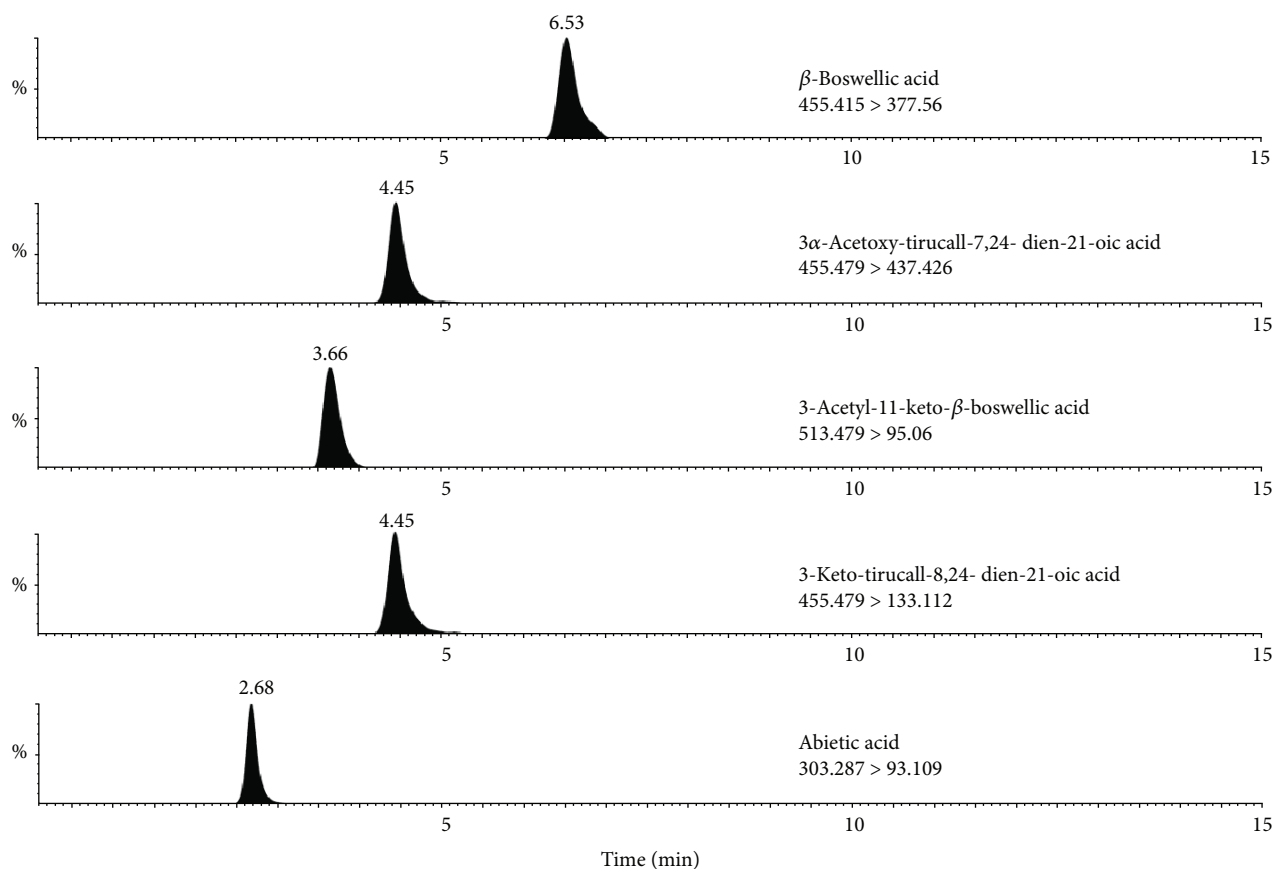 6.53
%
β-Boswellic acid
455.415 > 377.56
5 10 15
4.45
%
3α-Acetoxy-tirucall-7,24- dien-21-oic acid
455.479 > 437.426
5 10 15
3.66
%
3-Acetyl-11-keto-β-boswellic acid
513.479 > 95.06
5 10 15
4.45
%
3-Keto-tirucall-8,24- dien-21-oic acid
455.479 > 133.112
5 10 15
2.68
%
Abietic acid
303.287 > 93.109
5 10 15
Time (min)